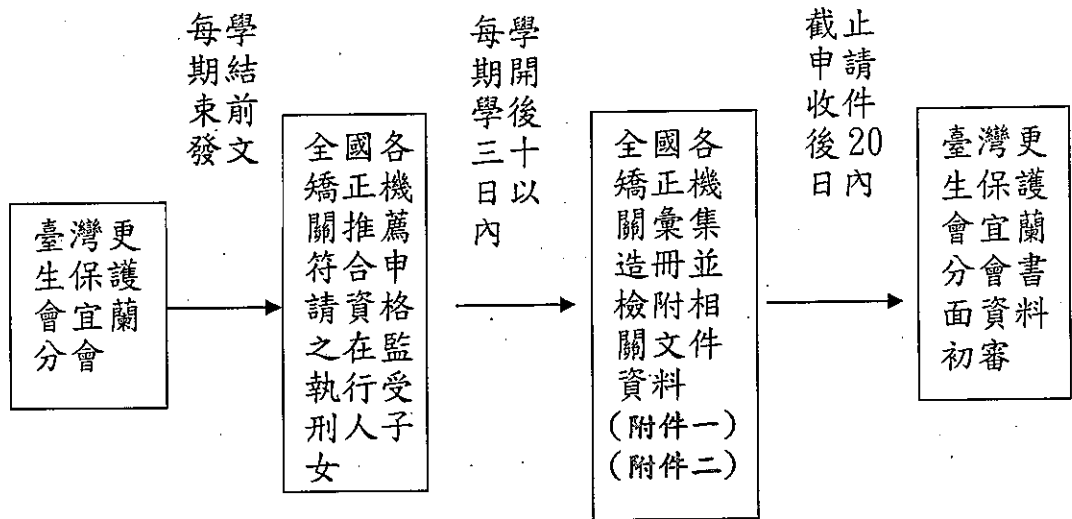 臺灣更
生保護
會宜蘭
分會
每學
期結
束前
發文
全國各
矯正機
關推薦
符合申
請資格
之在監
執行受
刑人子
女
每學
期開
學後
三十
日以
內
全國各
矯正機
關彙集
造冊並
檢附相
關文件
資料
(附件一)
(附件二)
截止
申請
收件
後20
日內
臺灣更
生保護
會宜蘭
分會書
面資料
初審